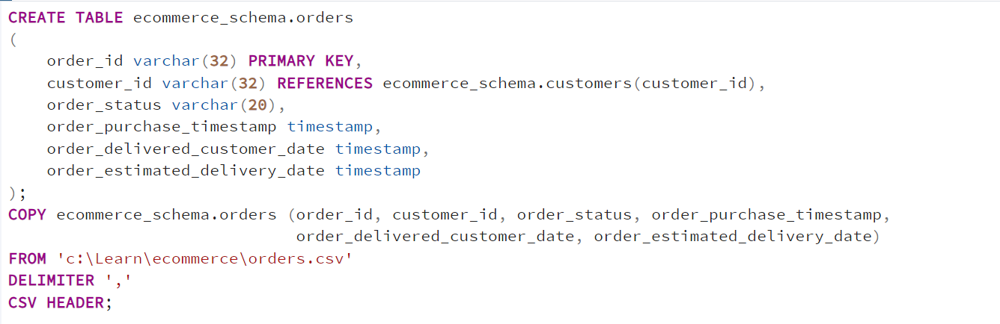 CREATE TABLE ecommerce_schema.orders
(
    order_id varchar(32) PRIMARY KEY,
    customer_id varchar(32) REFERENCES ecommerce_schema.customers(customer_id),
    order_status varchar(20),
    order_purchase_timestamp timestamp,
    order_delivered_customer_date timestamp,
    order_estimated_delivery_date timestamp
);
COPY ecommerce_schema.orders (order_id, customer_id, order_status, order_purchase_timestamp,
                              order_delivered_customer_date, order_estimated_delivery_date)
FROM 'c:\Learn\ecommerce\orders.csv'
DELIMITER ','
CSV HEADER;